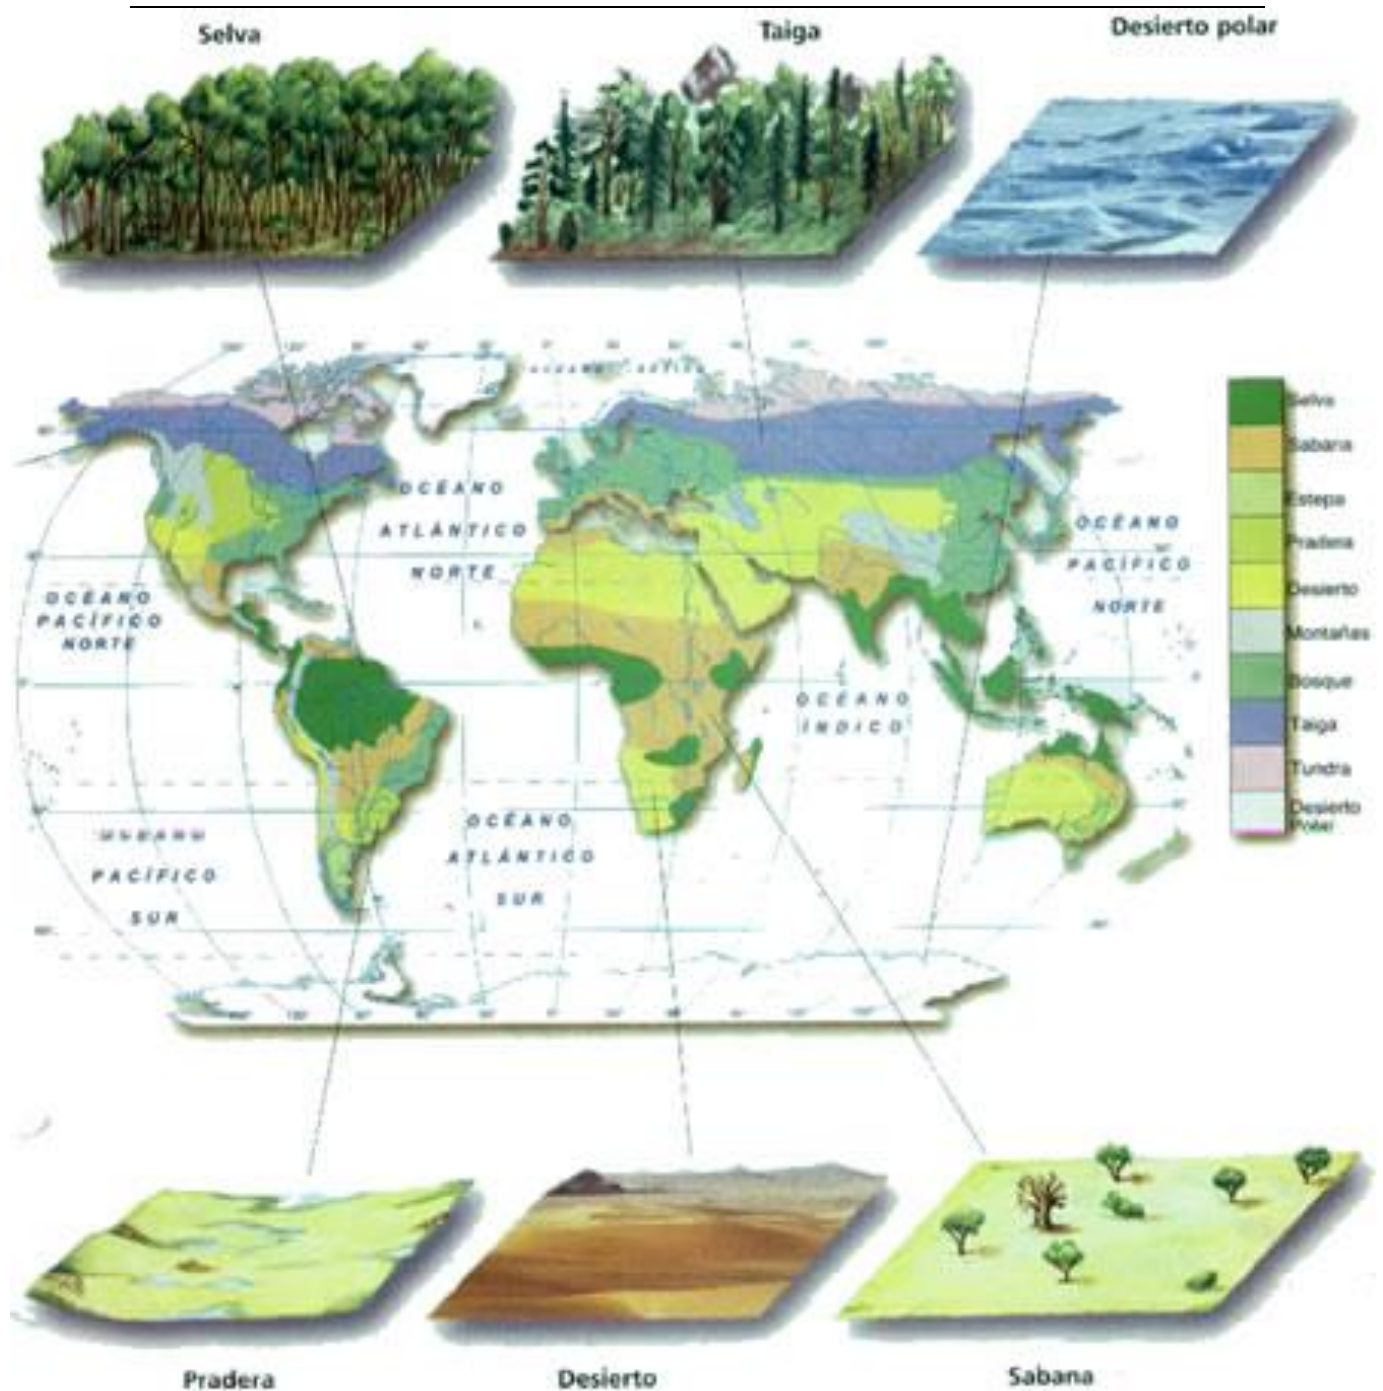 Selva
Taiga
Desierto polar
OCÉANO
ATLÁNTICO
NORTE
OCÉANO
PACÍFICO
NORTE
OCÉANO
PACÍFICO
NORTE
OCÉANO
ÍNDICO
OCÉANO
ATLÁNTICO
SUR
PACÍFICO
SUR
Selva
Sabana
Estepa
Pradera
Desierto
Montañas
Bosque
Taiga
Tundra
Desierto
Polar
Pradera
Desierto
Sabana